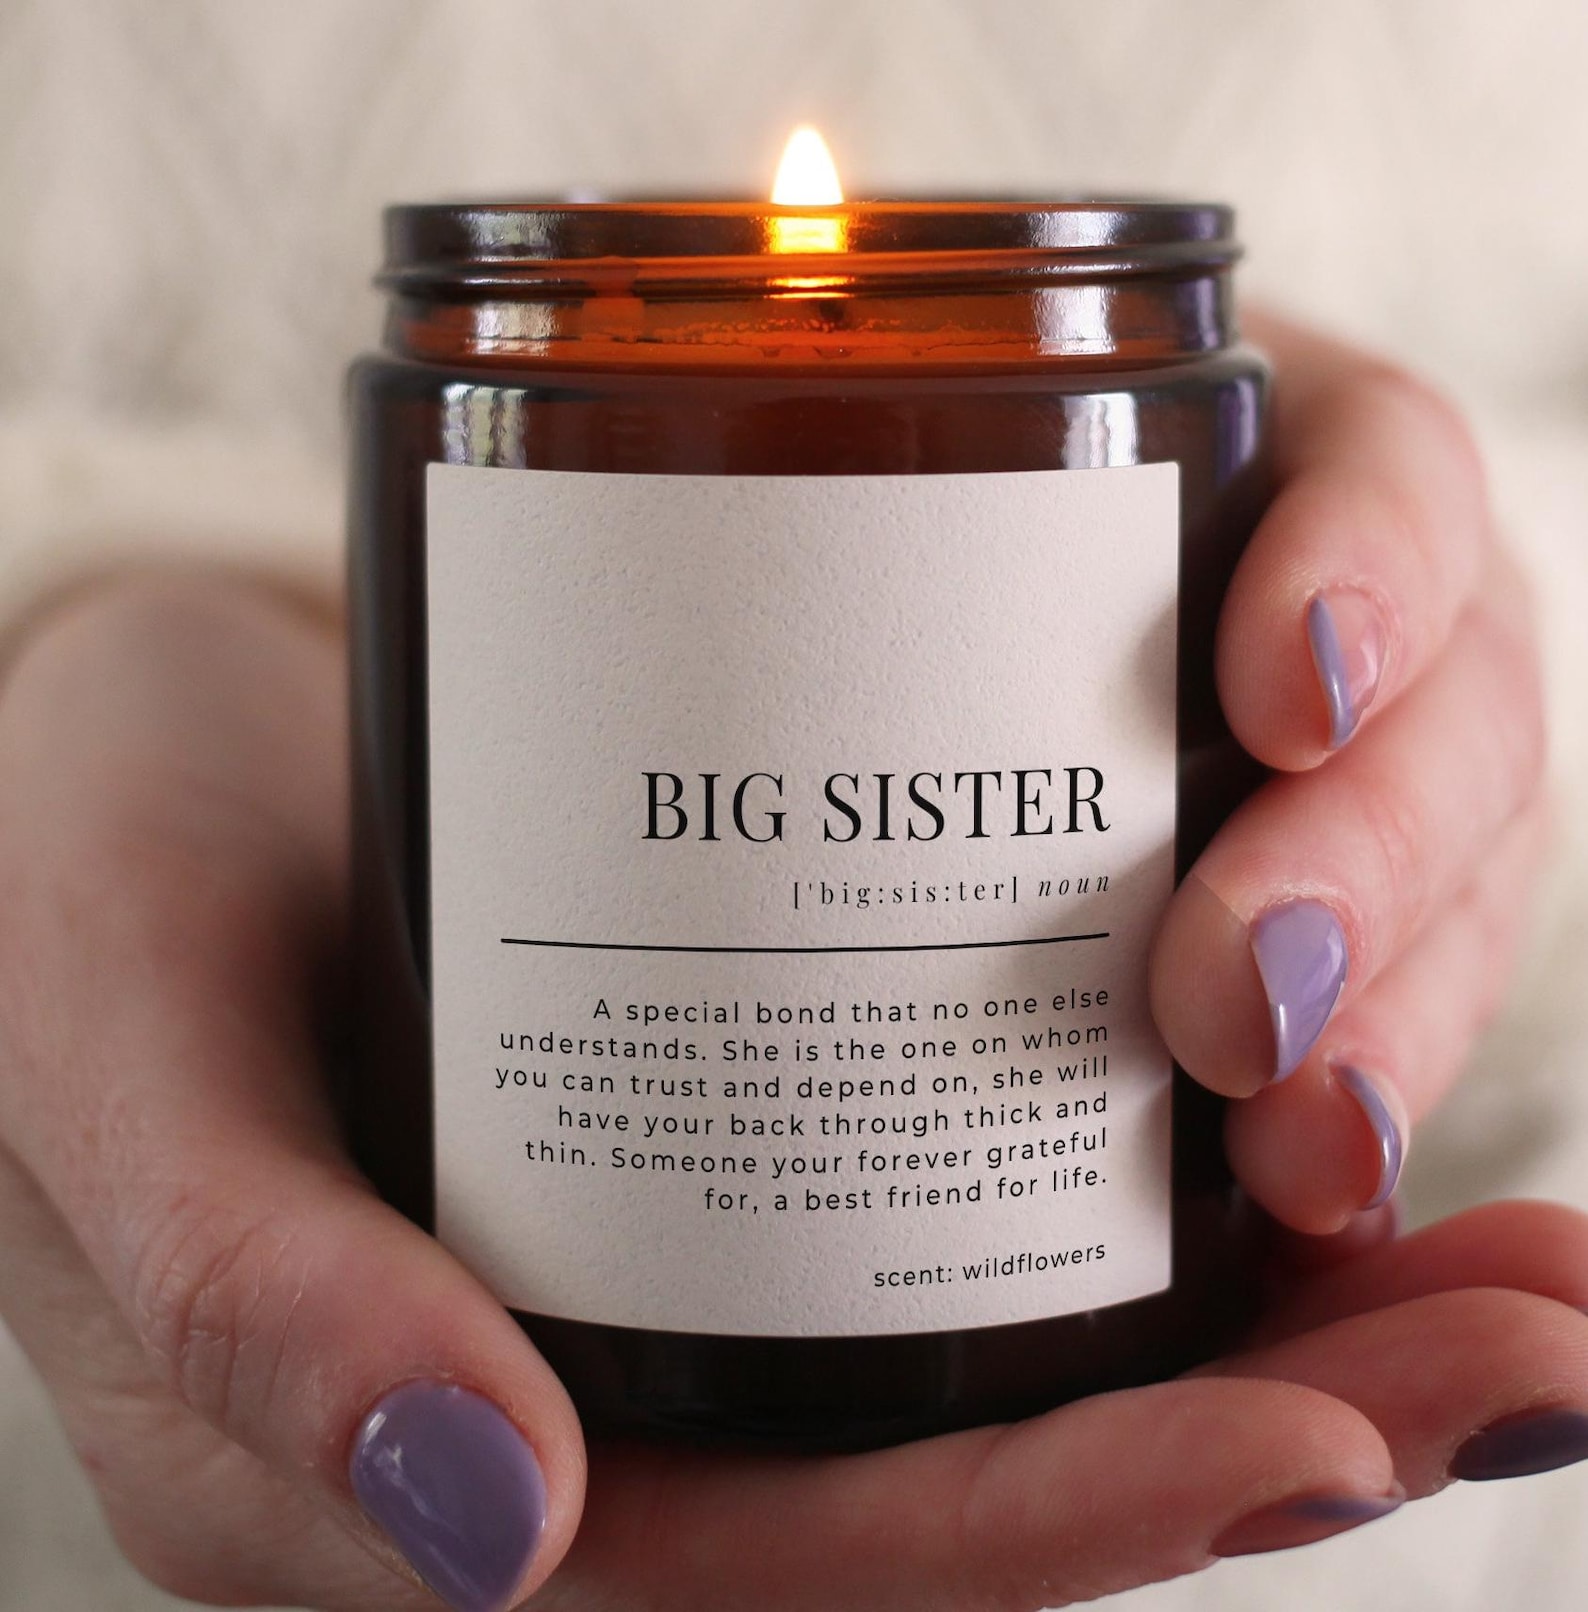 BIG SISTER
['big:sis:ter] noun
A special bond that no one else
understands. She is the one on whom
you can trust and depend on, she will
have your back through thick and
thin. Someone your forever grateful
for, a best friend for life.
scent: wildflowers